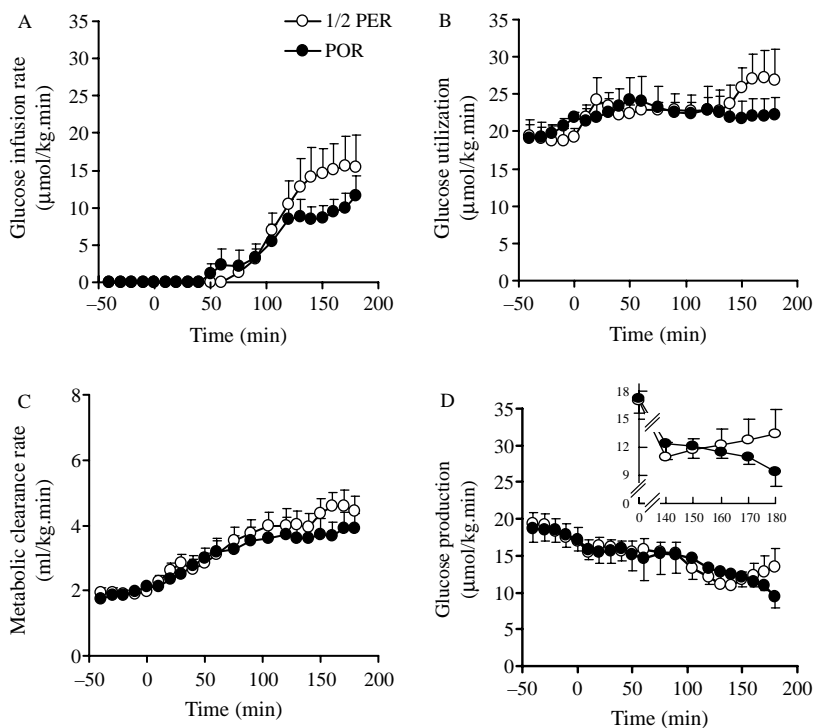 A
1/2 PER
POR
Glucose infusion rate
(μmol/kg.min)
35
30
25
20
15
10
5
0
−50 0 50 100 150 200
Time (min)
B
Glucose utilization
(μmol/kg.min)
35
30
25
20
15
10
5
0
−50 0 50 100 150 200
Time (min)
C
Metabolic clearance rate
(ml/kg.min)
8
6
4
2
0
−50 0 50 100 150 200
Time (min)
D
Glucose production
(μmol/kg.min)
35
30
25
20
15
10
5
0
−50 0 50 100 150 200
Time (min)
18
15
12
9
0
0 140 150 160 170 180